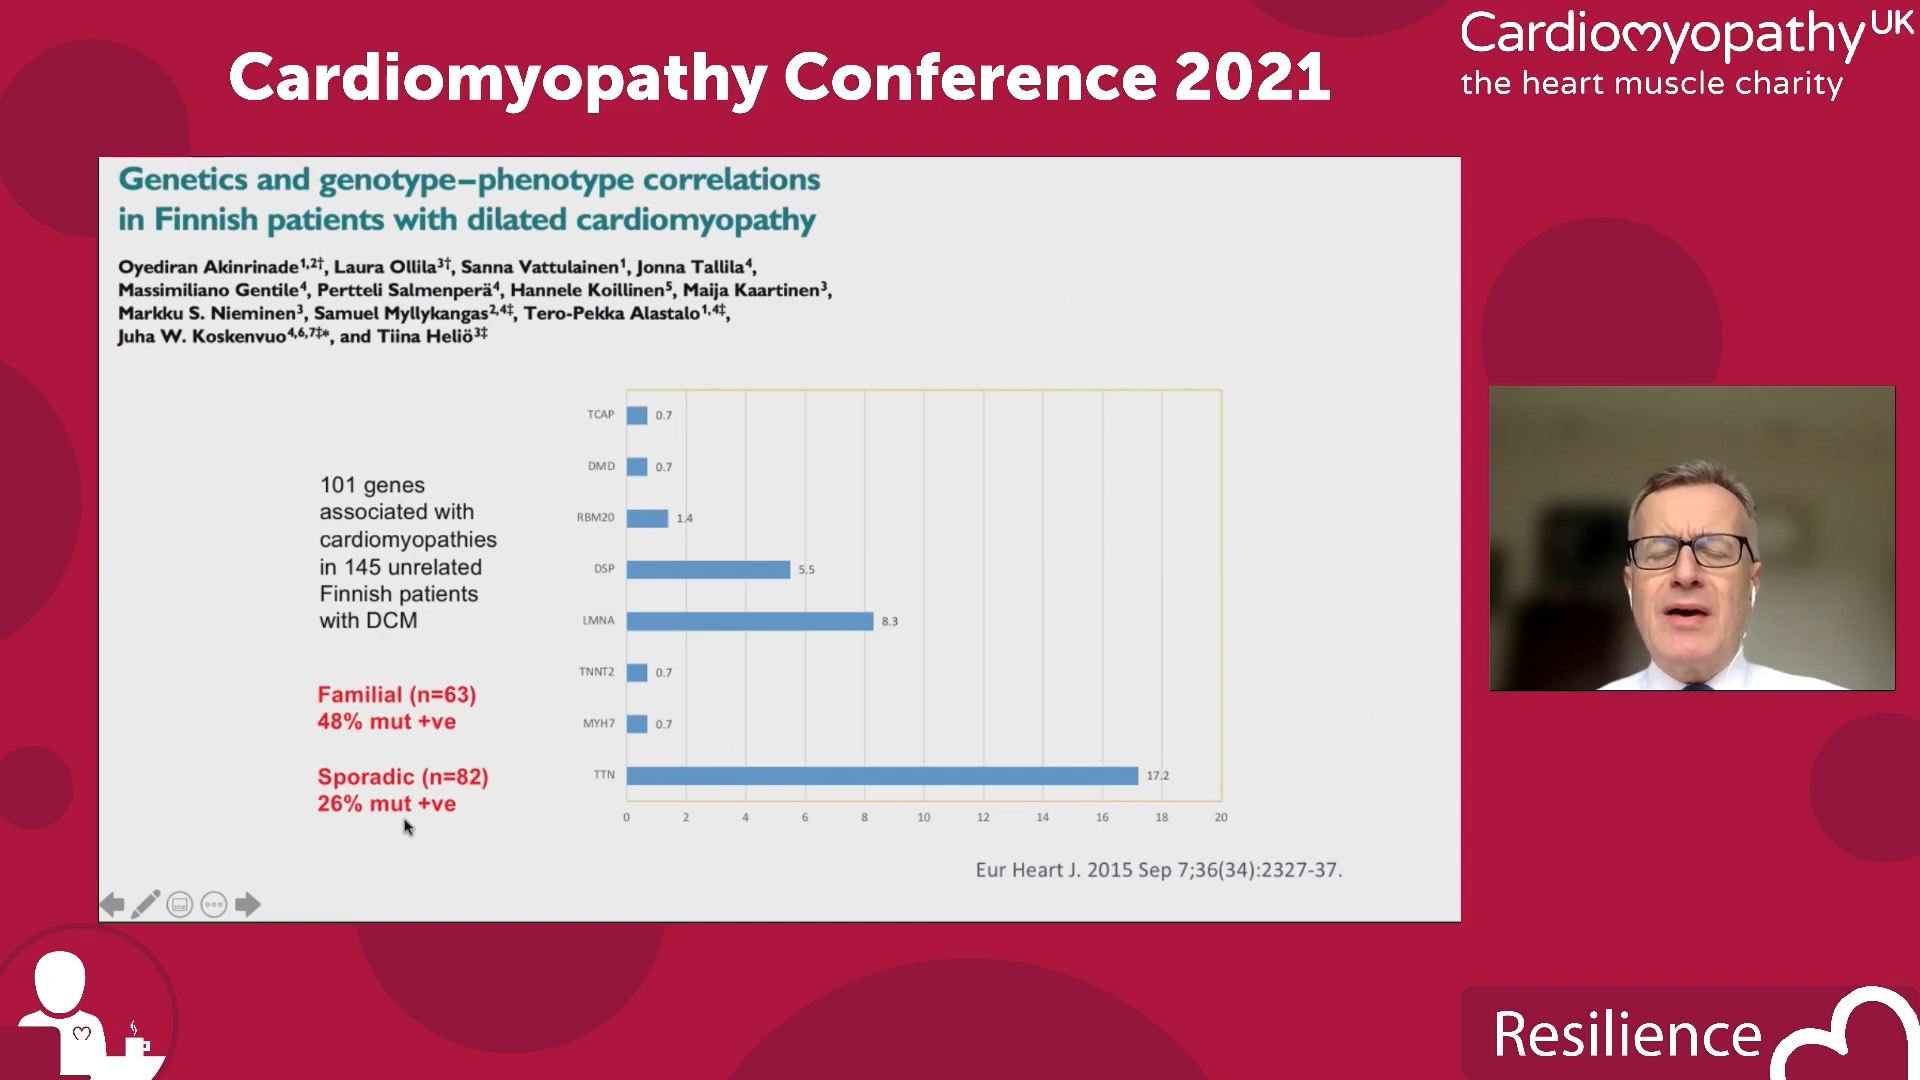 Cardiomyopathy Conference 2021
Cardiomyopathy UK
the heart muscle charity
Genetics and genotype–phenotype correlations
in Finnish patients with dilated cardiomyopathy
Oyediran Akinrinade1,2†, Laura Ollila3†, Sanna Vattulainen1, Jonna Tallila4,
Massimiliano Gentile4, Pertteli Salmenperä4, Hannele Koillinen5, Maija Kaartinen3,
Markku S. Nieminen3, Samuel Myllykangas2,4‡, Tero-Pekka Alastalo1,4‡,
Juha W. Koskenvuo4,6,7‡*, and Tiina Heliö3‡
101 genes
associated with
cardiomyopathies
in 145 unrelated
Finnish patients
with DCM
Familial (n=63)
48% mut +ve
Sporadic (n=82)
26% mut +ve
TCAP 0.7
DMD 0.7
RBM20 1.4
DSP 5.5
LMNA 8.3
TNNT2 0.7
MYH7 0.7
TTN 17.2
0 2 4 6 8 10 12 14 16 18 20
Eur Heart J. 2015 Sep 7;36(34):2327-37.
Resilience